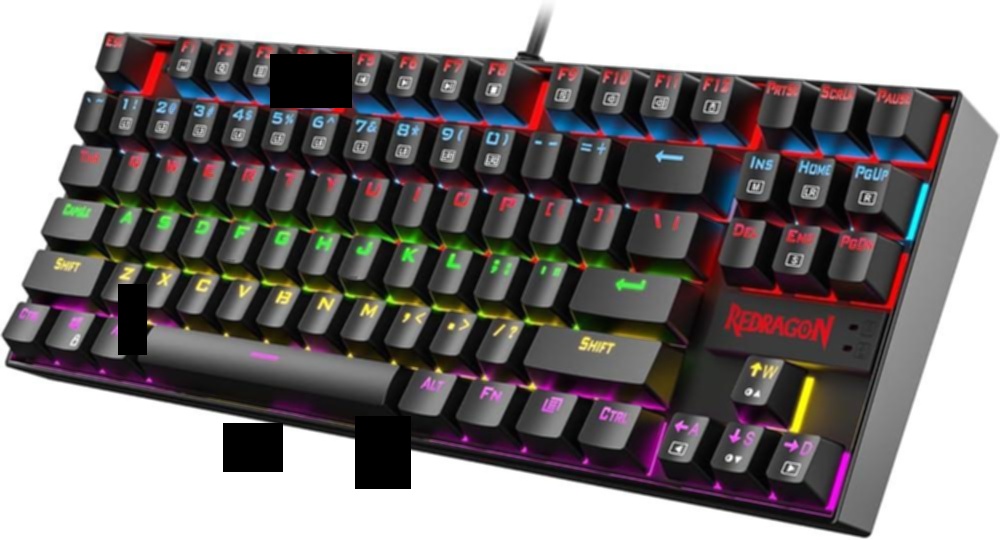 ESC F1 F2 F3 F5 F6 F7 F8 F9 F10 F11 F12 PRTSC SCRLK PAUSE
`~ 1! 2@ 3# 4$ 5% 6^ 7& 8* 9( 0) -- =+ ← INS HOME PGUP
TAB Q W E R T Y U I O P [{ ]} \| DEL END PGDN
CAPSLK A S D F G H J K L ;: '" ↵
REDRAGON
SHIFT Z X C V B N M ,< .> /? SHIFT ↑W
CTRL ALT FN CTRL ←A ↓S →D